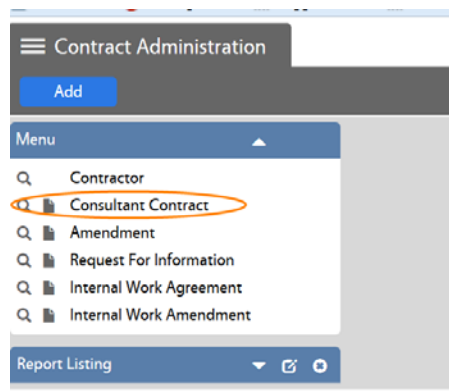 Contract Administration
Add
Menu
Contractor
Consultant Contract
Amendment
Request For Information
Internal Work Agreement
Internal Work Amendment
Report Listing